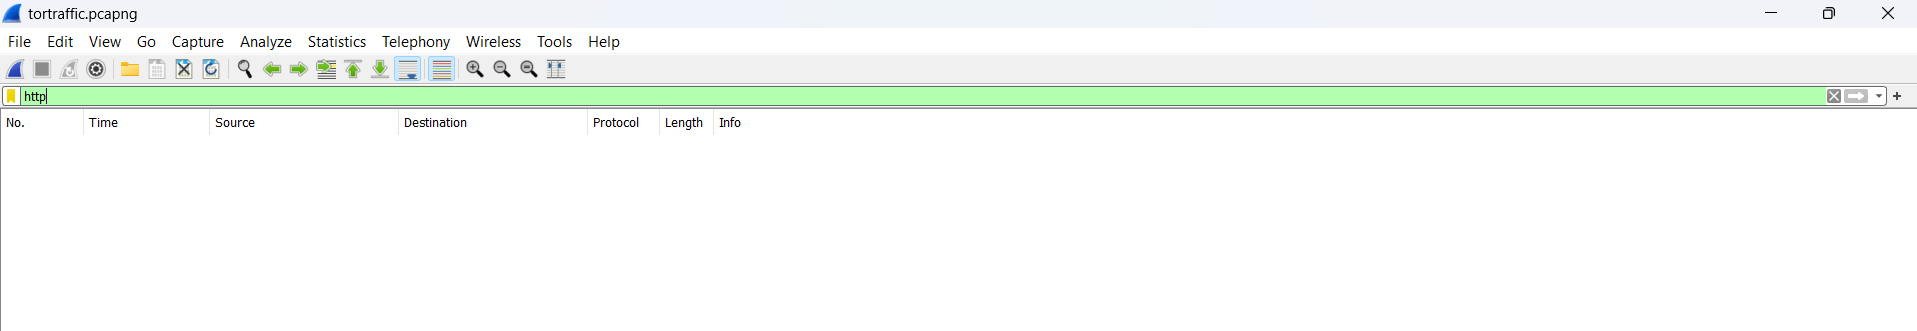 tortraffic.pcapng
File Edit View Go Capture Analyze Statistics Telephony Wireless Tools Help
http
No. Time Source Destination Protocol Length Info